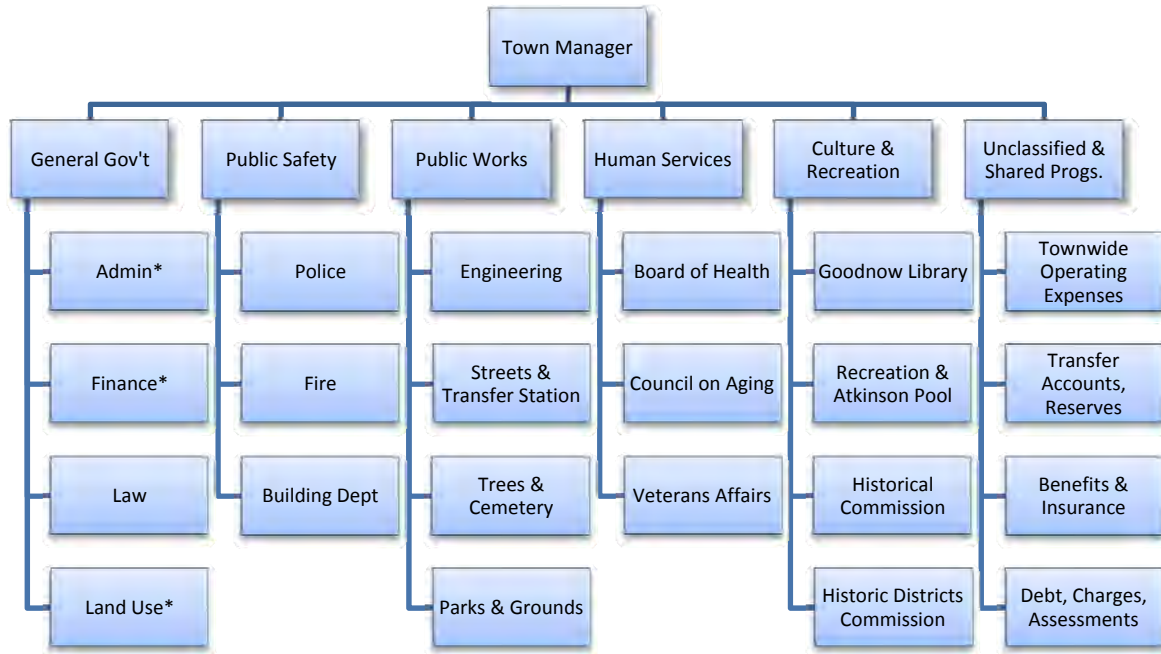 Town Manager
General Gov't
Public Safety
Public Works
Human Services
Culture &
Recreation
Unclassified &
Shared Progs.
Admin*
Police
Engineering
Board of Health
Goodnow Library
Townwide
Operating
Expenses
Finance*
Fire
Streets &
Transfer Station
Council on Aging
Recreation &
Atkinson Pool
Transfer
Accounts,
Reserves
Law
Building Dept
Trees &
Cemetery
Veterans Affairs
Historical
Commission
Benefits &
Insurance
Land Use*
Parks & Grounds
Historic Districts
Commission
Debt, Charges,
Assessments